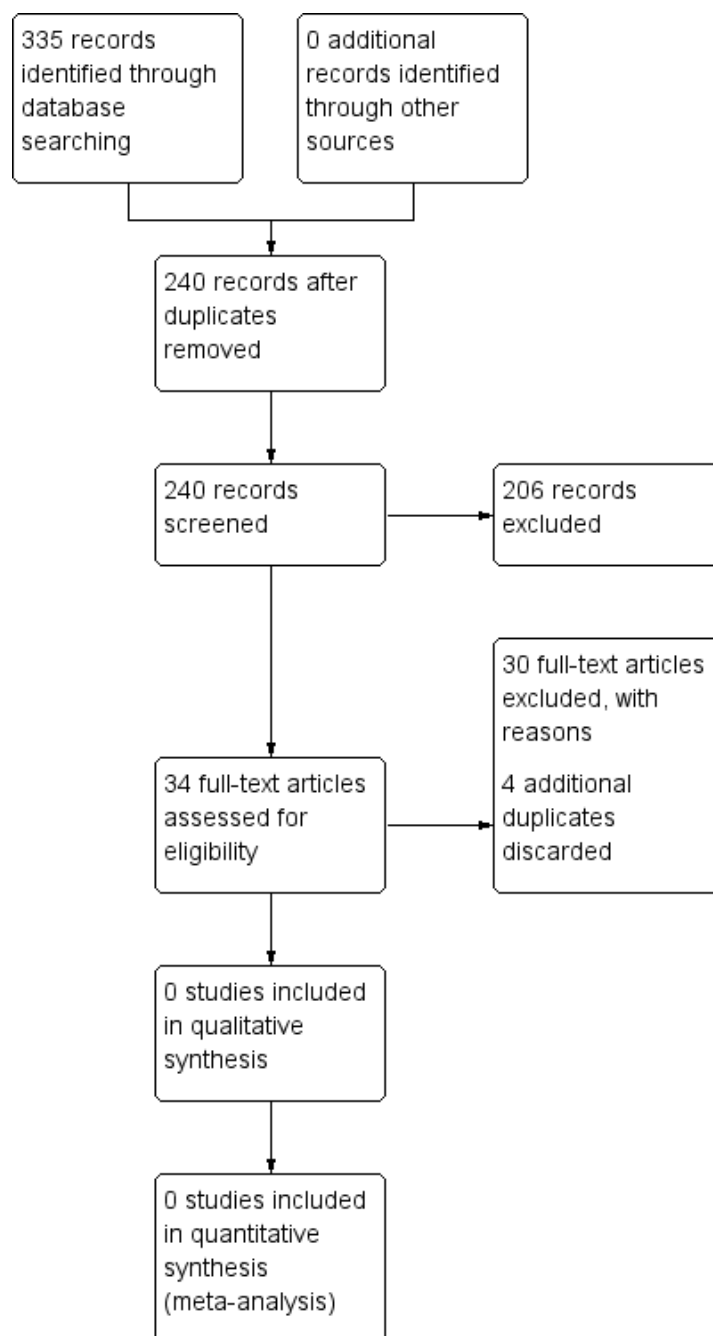 335 records
identified through
database
searching
0 additional
records identified
through other
sources
240 records after
duplicates
removed
240 records
screened
206 records
excluded
30 full-text articles
excluded, with
reasons
4 additional
duplicates
discarded
34 full-text articles
assessed for
eligibility
0 studies included
in qualitative
synthesis
0 studies included
in quantitative
synthesis
(meta-analysis)